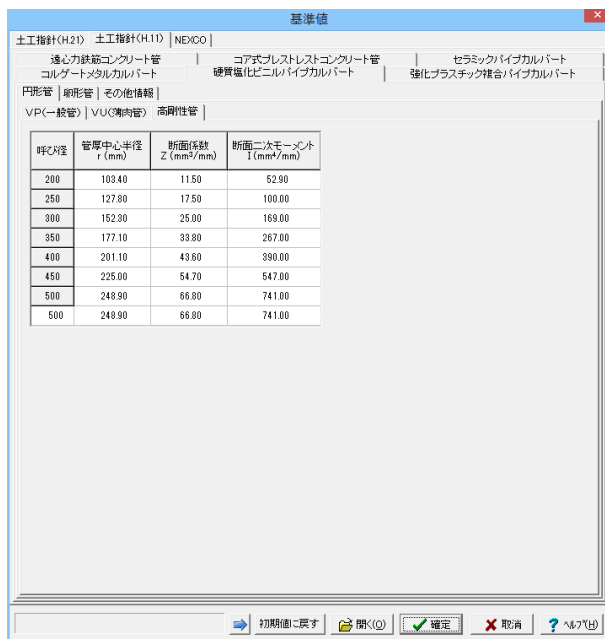 基準値
土工指針(H.21) 土工指針(H.11) NEXCO
遠心力鉄筋コンクリート管 コア式プレストレストコンクリート管 セラミックパイプカルバート
コルゲートメタルカルバート 硬質塩化ビニルパイプカルバート 強化プラスチック複合パイプカルバート
円形管 卵形管 その他情報
VP(一般管) VU(薄肉管) 高剛性管
呼び径 管厚中心半径 r (mm) 断面係数 Z (mm³/mm) 断面二次モーメント I(mm⁴/mm)
200 103.40 11.50 52.90
250 127.80 17.50 100.00
300 152.30 25.00 169.00
350 177.10 33.80 267.00
400 201.10 43.60 390.00
450 225.00 54.70 547.00
500 248.90 66.80 741.00
500 248.90 66.80 741.00
初期値に戻す 開く(O) 確定 取消 ヘルプ(H)